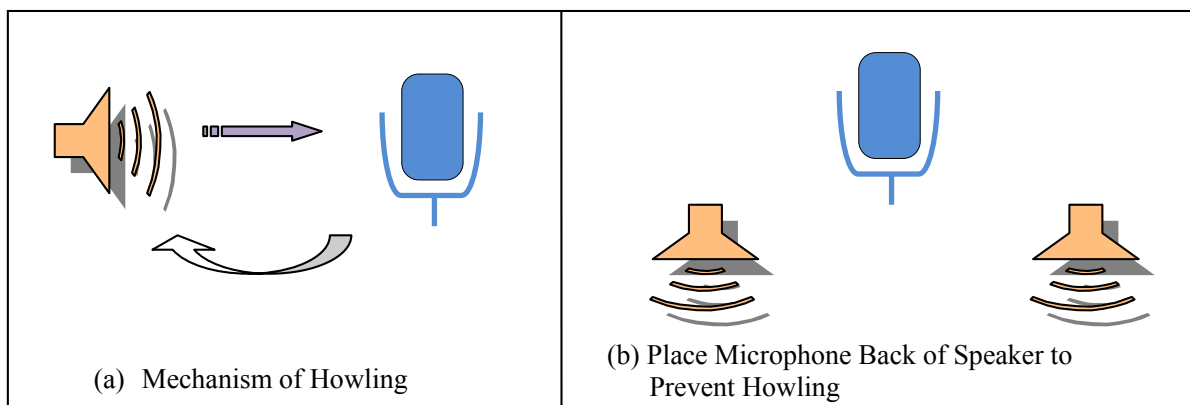 (a) Mechanism of Howling
(b) Place Microphone Back of Speaker to
Prevent Howling